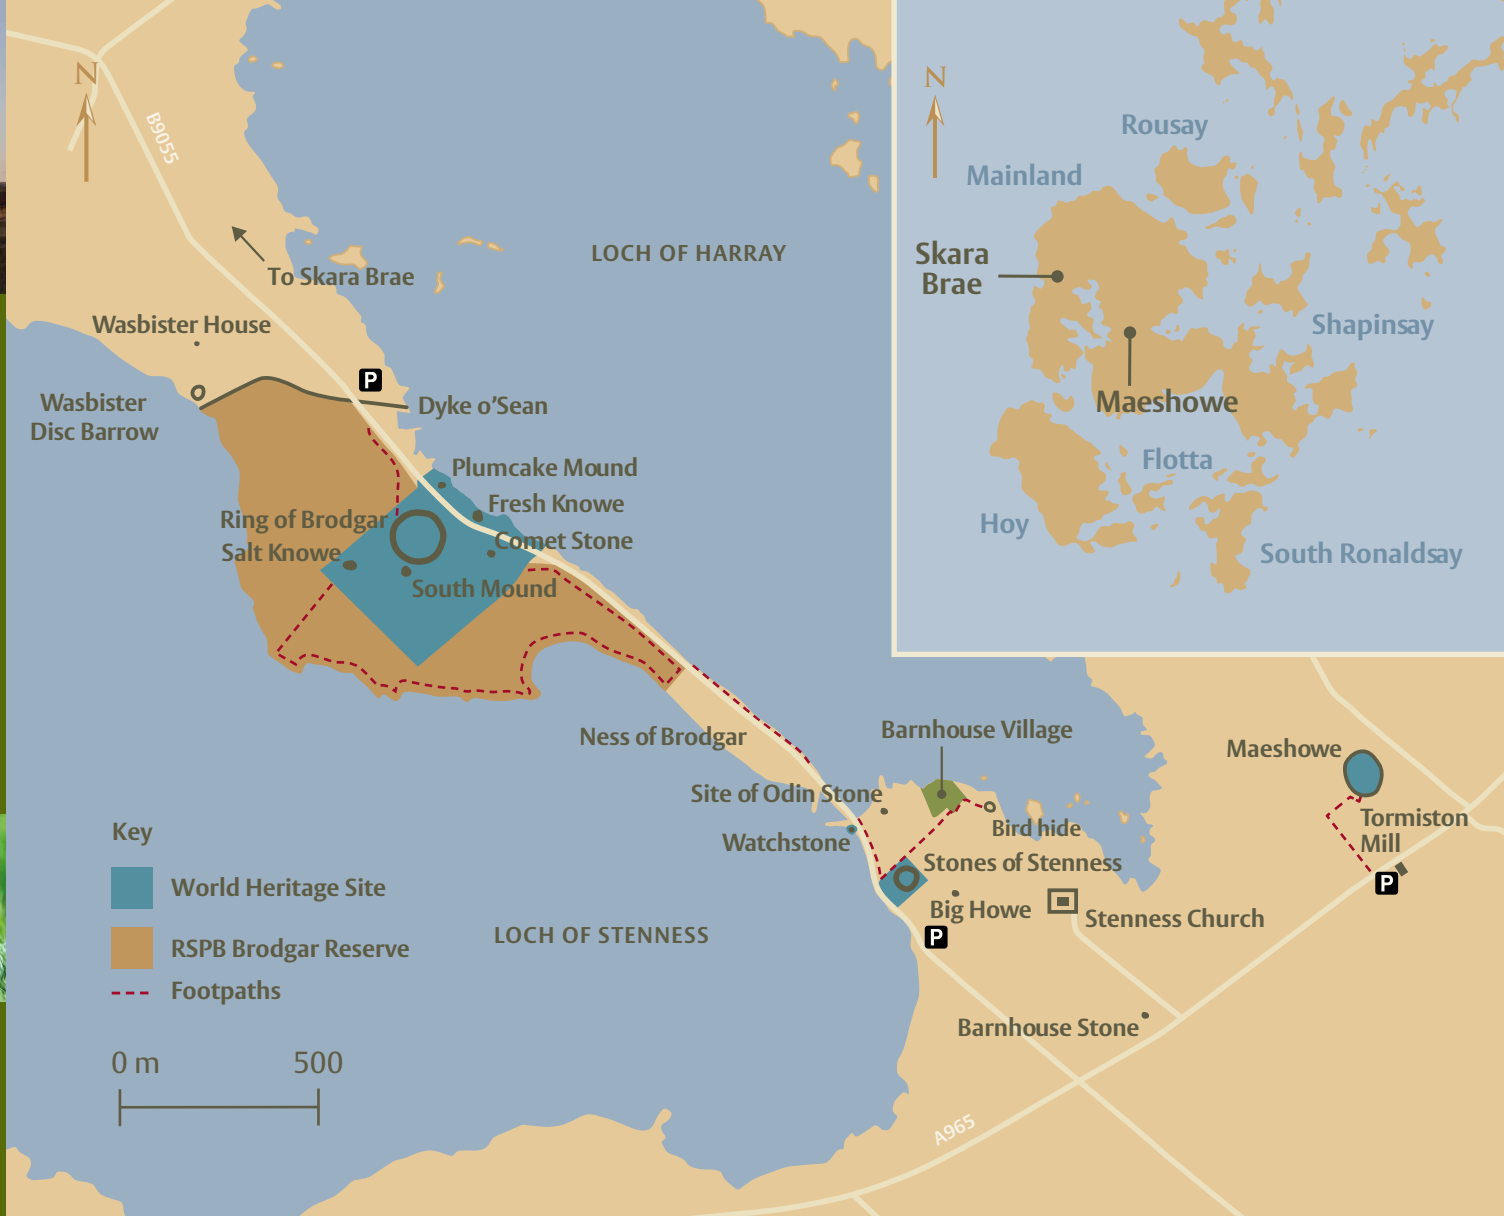 N
B9055
To Skara Brae
LOCH OF HARRAY
Wasbister House
P
Wasbister
Disc Barrow
Dyke o’Sean
Plumcake Mound
Fresh Knowe
Ring of Brodgar
Comet Stone
Salt Knowe
South Mound
Ness of Brodgar
Barnhouse Village
Site of Odin Stone
Watchstone
Bird hide
Stones of Stenness
Big Howe
P
Stenness Church
Maeshowe
Tormiston
Mill
P
LOCH OF STENNESS
Barnhouse Stone
A965
Key
World Heritage Site
RSPB Brodgar Reserve
Footpaths
0 m 500
N
Rousay
Mainland
Skara
Brae
Shapinsay
Maeshowe
Flotta
Hoy
South Ronaldsay